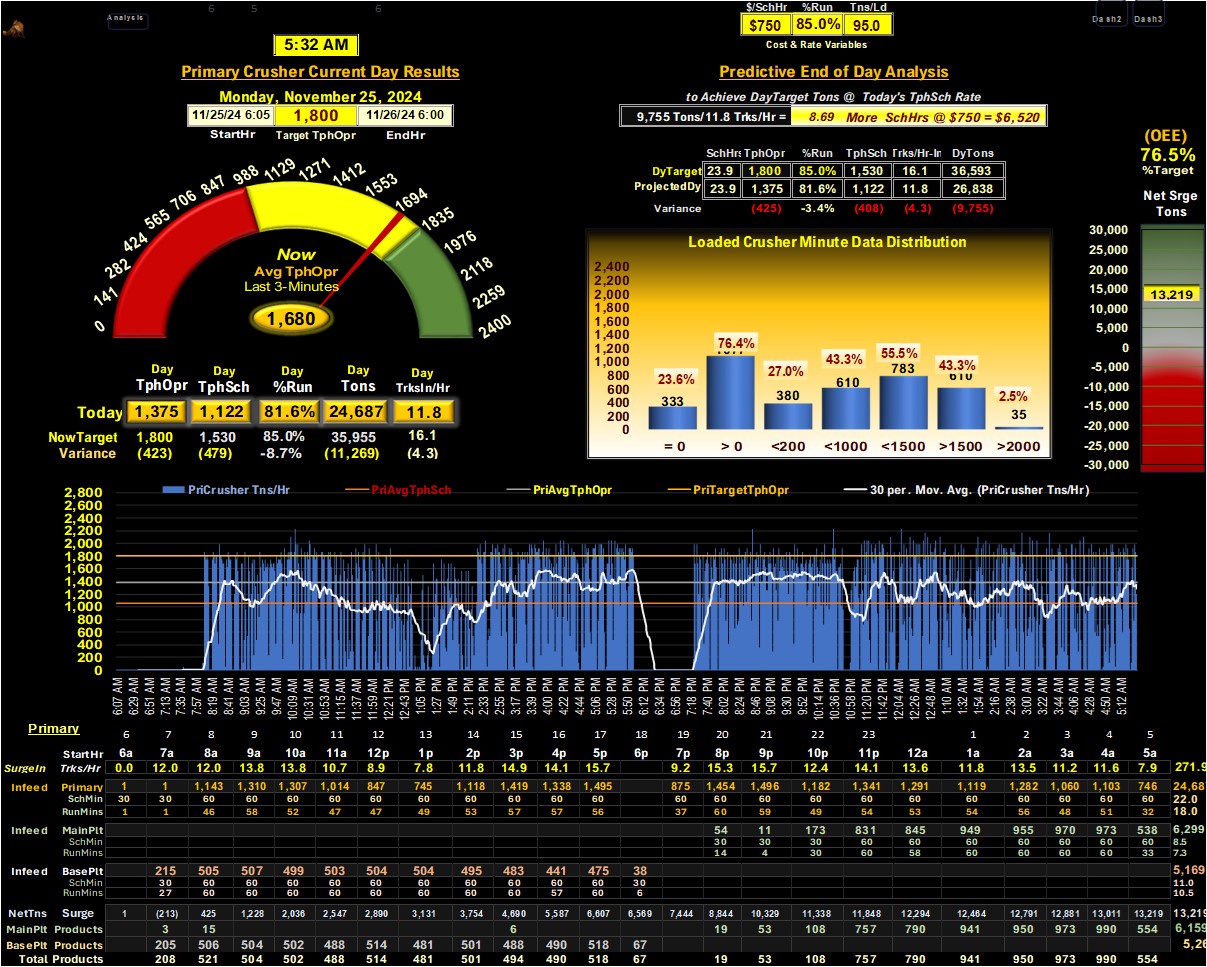 Analysis
6 5 6
$/SchHr %Run Tns/Ld
$750 85.0% 95.0
Cost & Rate Variables
Dash2 Dash3
5:32 AM
Primary Crusher Current Day Results
Monday, November 25, 2024
11/25/24 6:05 1,800 11/26/24 6:00
StartHr Target TphOpr EndHr
Predictive End of Day Analysis
to Achieve DayTarget Tons @ Today's TphSch Rate
9,755 Tons/11.8 Trks/Hr = 8.69 More SchHrs @ $750 = $6,520
SchHrs TphOpr %Run TphSch Trks/Hr-In DyTons
DyTarget 23.9 1,800 85.0% 1,530 16.1 36,593
ProjectedDy 23.9 1,375 81.6% 1,122 11.8 26,838
Variance (425) -3.4% (408) (4.3) (9,755)
(OEE)
76.5%
%Target
Net Srge
Tons
30,000
25,000
20,000
15,000
13,219
10,000
5,000
0
-5,000
-10,000
-15,000
-20,000
-25,000
-30,000
0 141 282 424 565 706 847 988 1129 1271 1412 1553 1694 1835 1976 2118 2259 2400
Now
Avg TphOpr
Last 3-Minutes
1,680
Day Day Day Day Day
TphOpr TphSch %Run Tons TrksIn/Hr
Today 1,375 1,122 81.6% 24,687 11.8
NowTarget 1,800 1,530 85.0% 35,955 16.1
Variance (423) (479) -8.7% (11,269) (4.3)
Loaded Crusher Minute Data Distribution
2,400
2,200
2,000
1,800
1,600
1,400
1,200
1,000
800
600
400
200
0
23.6% 76.4% 27.0% 43.3% 55.5% 43.3% 2.5%
333 380 610 783 610 35
= 0 > 0 <200 <1000 <1500 >1500 >2000
PriCrusher Tns/Hr PriAvgTphSch PriAvgTphOpr PriTargetTphOpr 30 per. Mov. Avg. (PriCrusher Tns/Hr)
2,800
2,600
2,400
2,200
2,000
1,800
1,600
1,400
1,200
1,000
800
600
400
200
0
6:07 AM 6:29 AM 6:51 AM 7:13 AM 7:35 AM 7:57 AM 8:19 AM 8:41 AM 9:03 AM 9:25 AM 9:47 AM 10:09 AM 10:31 AM 10:53 AM 11:15 AM 11:37 AM 11:59 AM 12:21 PM 12:43 PM 1:05 PM 1:27 PM 1:49 PM 2:11 PM 2:33 PM 2:55 PM 3:17 PM 3:39 PM 4:00 PM 4:22 PM 4:44 PM 5:06 PM 5:28 PM 5:50 PM 6:12 PM 6:34 PM 6:56 PM 7:18 PM 7:40 PM 8:02 PM 8:24 PM 8:46 PM 9:08 PM 9:30 PM 9:52 PM 10:14 PM 10:36 PM 10:58 PM 11:20 PM 11:42 PM 12:04 AM 12:26 AM 12:48 AM 1:10 AM 1:32 AM 1:54 AM 2:16 AM 2:38 AM 3:00 AM 3:22 AM 3:44 AM 4:06 AM 4:28 AM 4:50 AM 5:12 AM
Primary
6 7 8 9 10 11 12 13 14 15 16 17 18 19 20 21 22 23 1 2 3 4 5
StartHr 6a 7a 8a 9a 10a 11a 12p 1p 2p 3p 4p 5p 6p 7p 8p 9p 10p 11p 12a 1a 2a 3a 4a 5a
SurgeIn Trks/Hr 0.0 12.0 12.0 13.8 13.8 10.7 8.9 7.8 11.8 14.9 14.1 15.7 9.2 15.3 15.7 12.4 14.1 13.6 11.8 13.5 11.2 11.6 7.9 271.9
Infeed Primary 1 1 1,143 1,310 1,307 1,014 847 745 1,118 1,419 1,338 1,495 875 1,454 1,496 1,182 1,341 1,291 1,119 1,282 1,060 1,103 746 24,68
SchMin 30 30 60 60 60 60 60 60 60 60 60 60 60 60 60 60 60 60 60 60 60 60 60 22.0
RunMins 1 1 46 58 52 47 47 49 53 57 57 56 37 60 59 49 54 53 54 56 48 51 32 18.0
Infeed MainPlt 54 11 173 831 845 949 955 970 973 538 6,299
SchMin 30 30 30 60 60 60 60 60 60 60 8.5
RunMins 14 4 30 60 58 60 60 60 60 33 7.3
Infeed BasePlt 215 505 507 499 503 504 504 495 483 441 475 38 5,169
SchMin 30 60 60 60 60 60 60 60 60 60 60 30 11.0
RunMins 27 60 60 60 60 60 60 60 60 57 60 6 10.5
NetTns Surge 1 (213) 425 1,228 2,036 2,547 2,890 3,131 3,754 4,690 5,587 6,607 6,569 7,444 8,844 10,329 11,338 11,848 12,294 12,464 12,791 12,881 13,011 13,219 13,219
MainPlt Products 3 15 6 19 53 108 757 790 941 950 973 990 554 6,159
BasePlt Products 205 506 504 502 488 514 481 501 488 490 518 67 5,26
Total Products 208 521 504 502 488 514 481 501 494 490 518 67 19 53 108 757 790 941 950 973 990 554